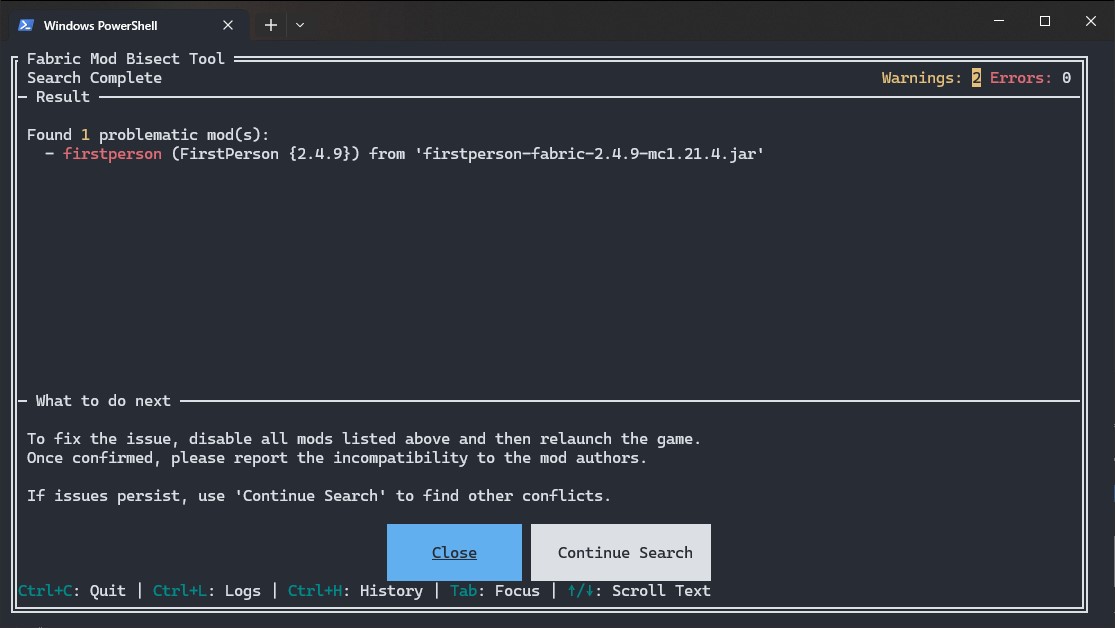 Windows PowerShell
Fabric Mod Bisect Tool
Search Complete Warnings: 2 Errors: 0
Result
Found 1 problematic mod(s):
- firstperson (FirstPerson {2.4.9}) from 'firstperson-fabric-2.4.9-mc1.21.4.jar'
What to do next
To fix the issue, disable all mods listed above and then relaunch the game.
Once confirmed, please report the incompatibility to the mod authors.
If issues persist, use 'Continue Search' to find other conflicts.
Close Continue Search
Ctrl+C: Quit | Ctrl+L: Logs | Ctrl+H: History | Tab: Focus | ↑/↓: Scroll Text